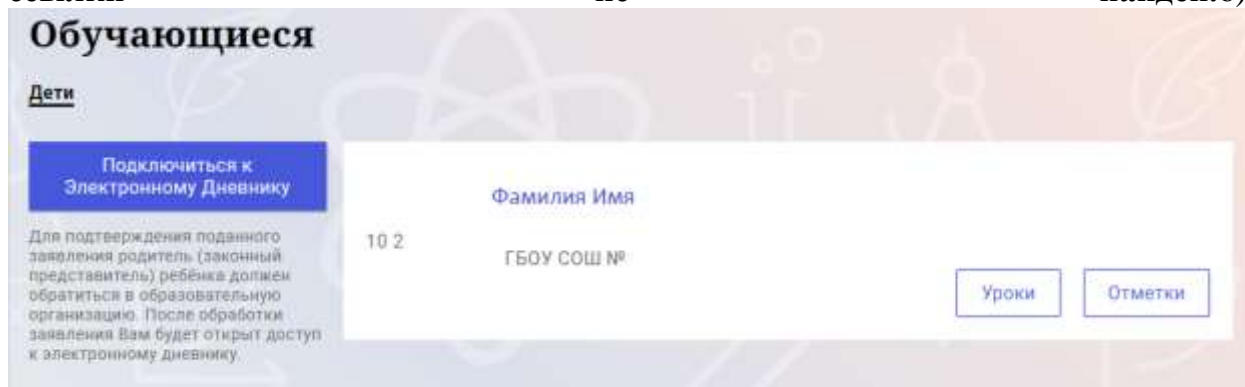 Обучающиеся
Дети
Подключиться к
Электронному Дневнику
Для подтверждения поданного
заявления родитель (законный
представитель) ребёнка должен
обратиться в образовательную
организацию. После обработки
заявления Вам будет открыт доступ
к электронному дневнику.
10 2
Фамилия Имя
ГБОУ СОШ №
Уроки
Отметки